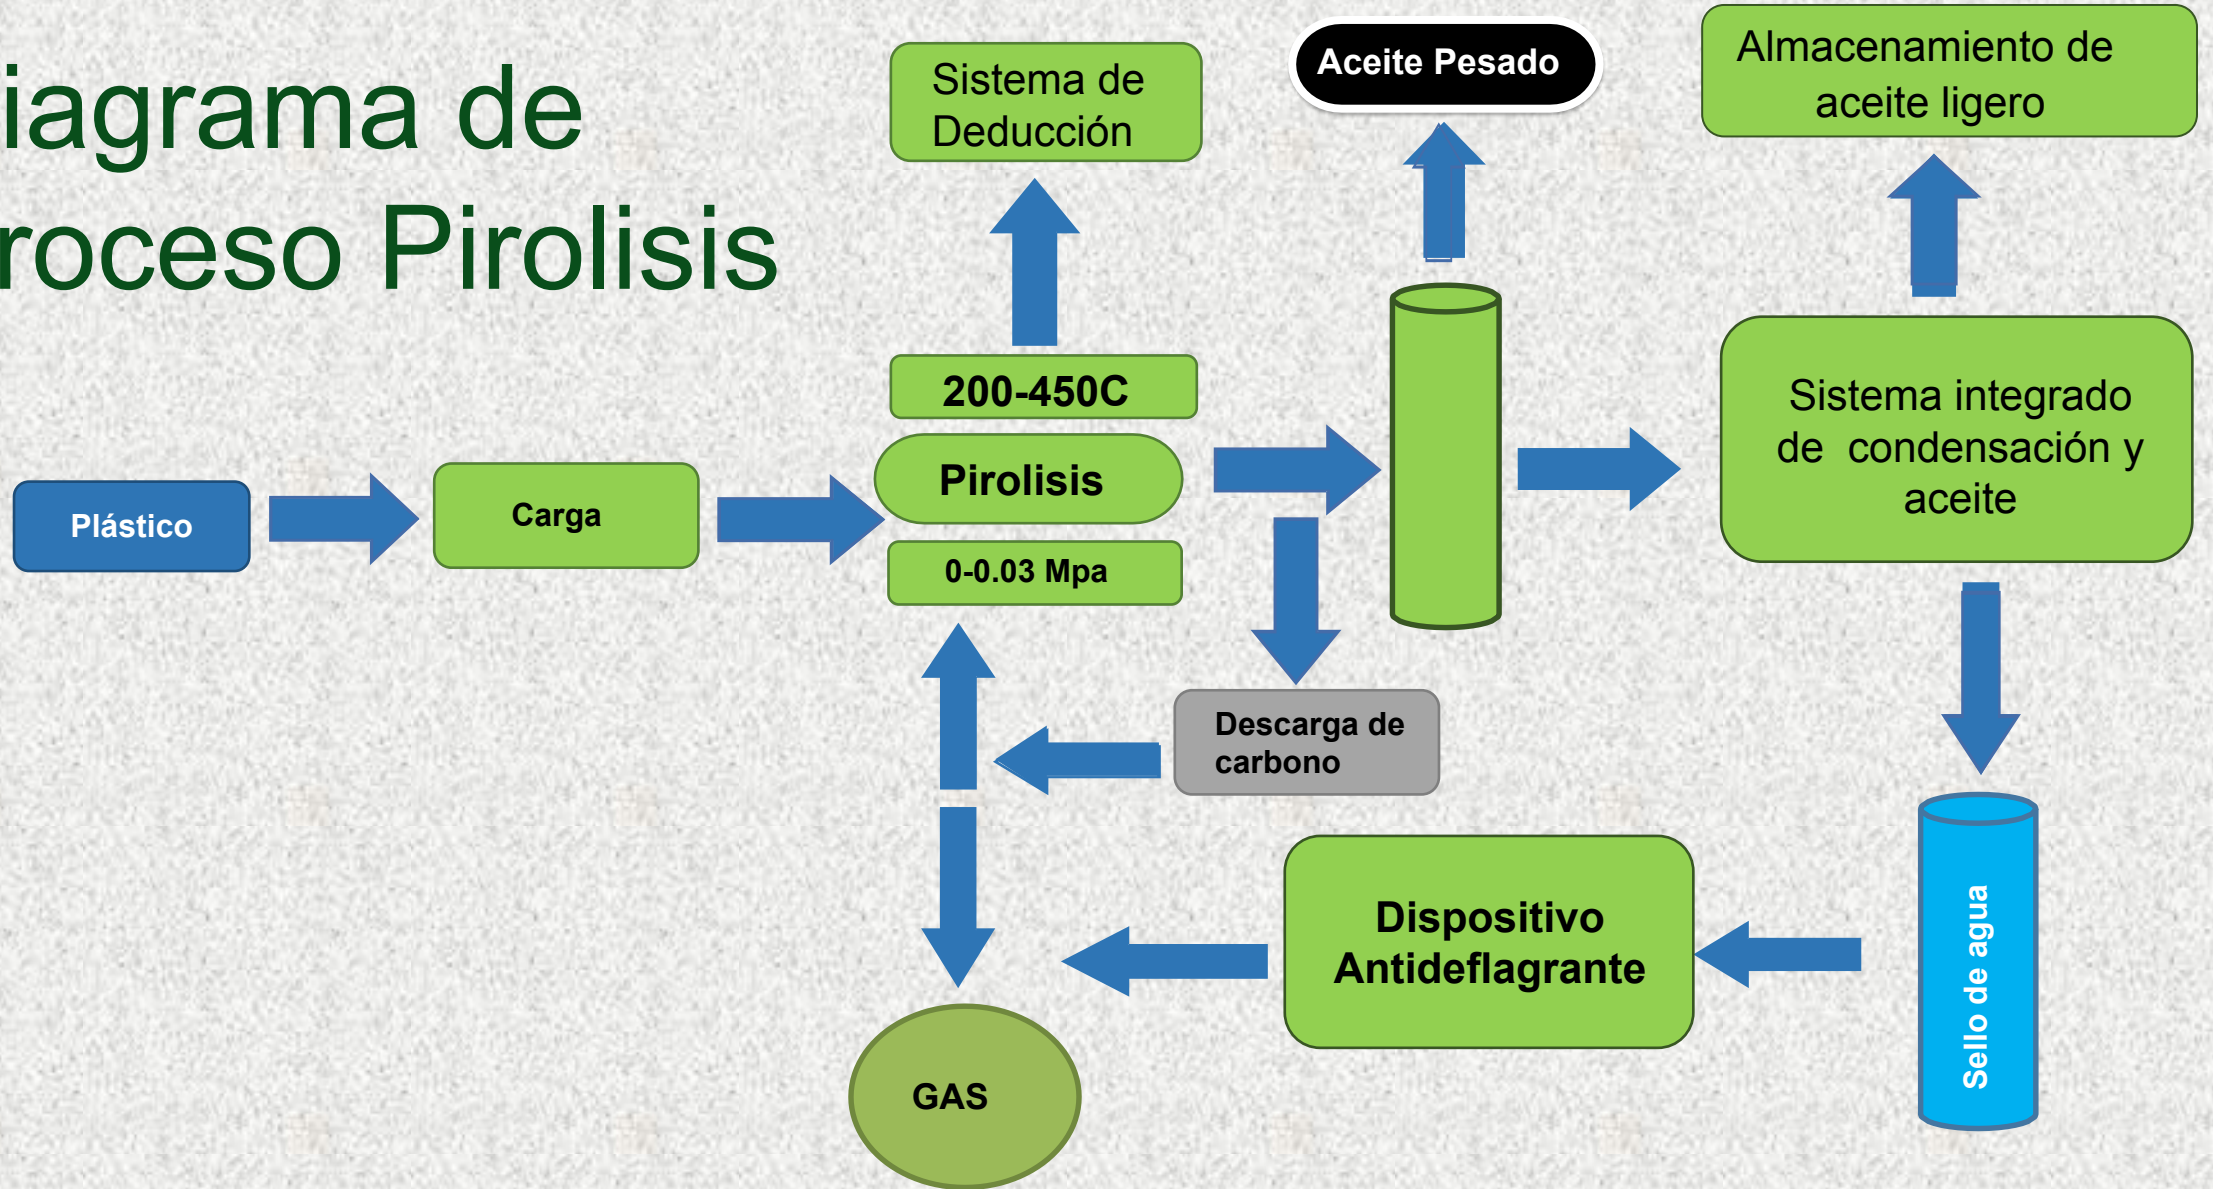 iagrama de
roceso Pirolisis
Sistema de
Deducción
Aceite Pesado
Almacenamiento de
aceite ligero
200-450C
Pirolisis
0-0.03 Mpa
Plástico
Carga
Sistema integrado
de condensación y
aceite
Descarga de
carbono
Dispositivo
Antideflagrante
Sello de agua
GAS